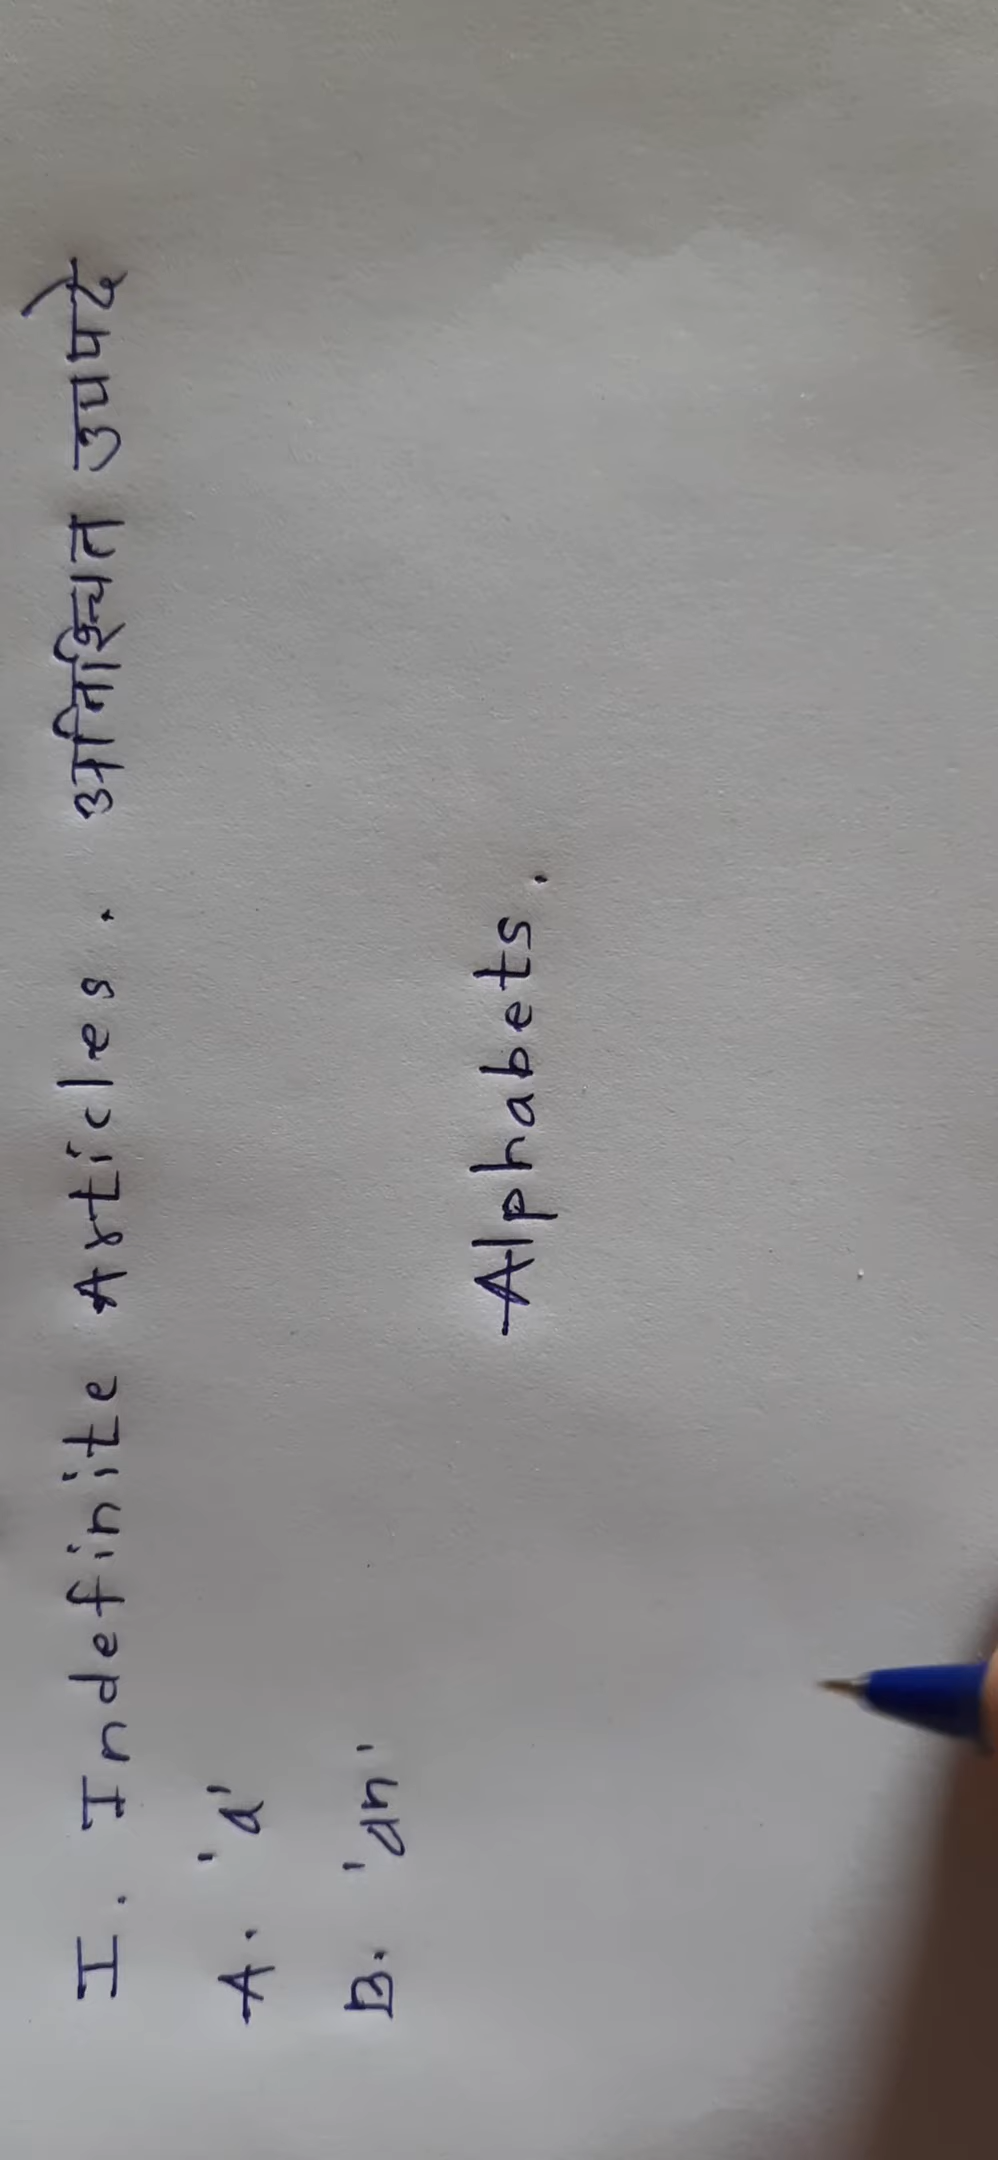 I. Indefinite Articles. अनिश्चित उपपदे
A. 'a'
B. 'an'
Alphabets.